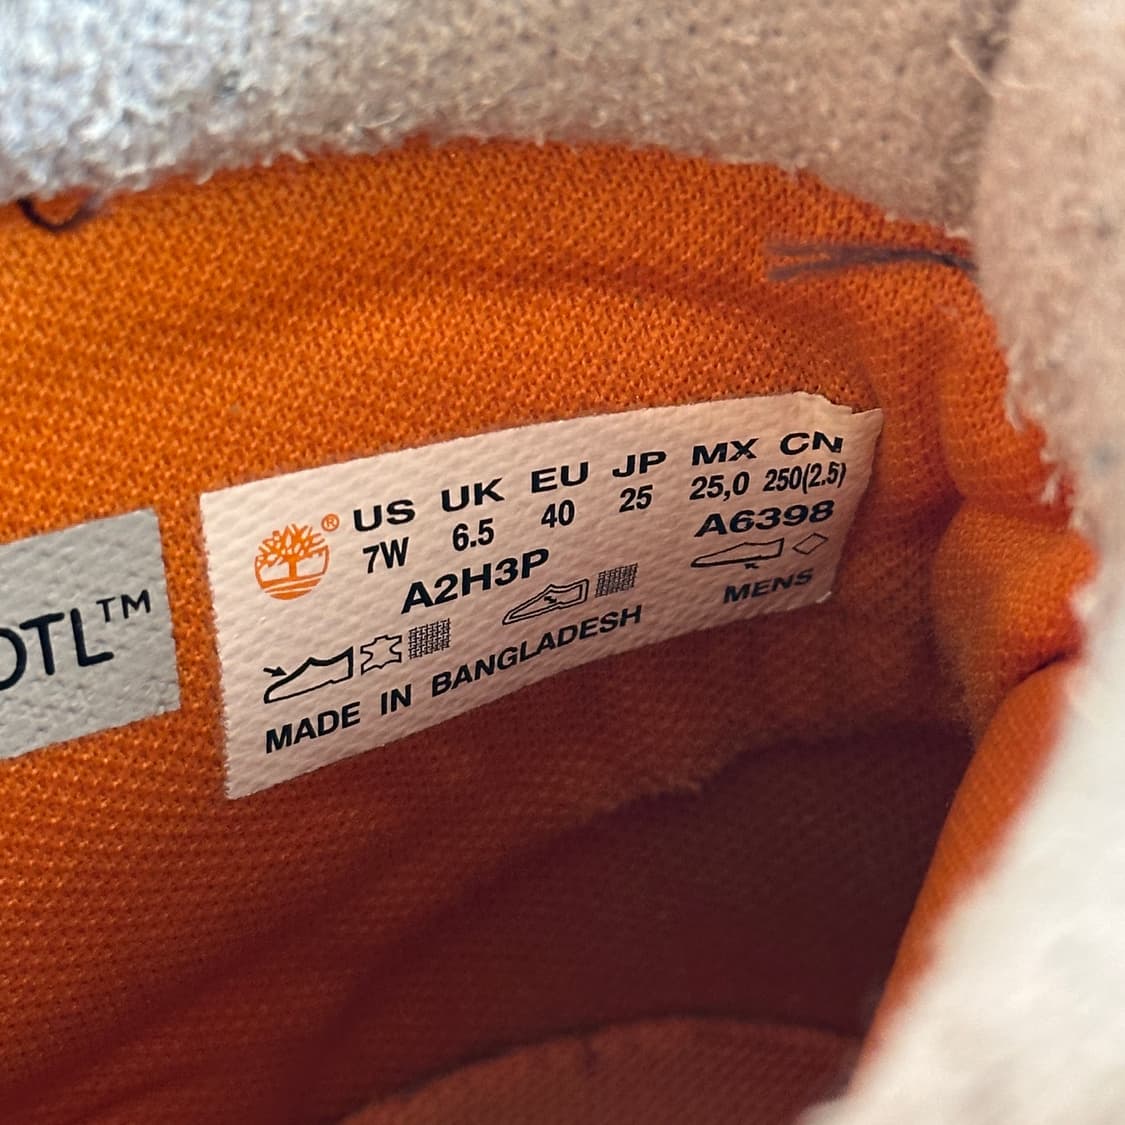 OTL™
® US UK EU JP MX CN
7W 6.5 40 25 25,0 250(2.5)
A2H3P A6398
MENS
MADE IN BANGLADESH